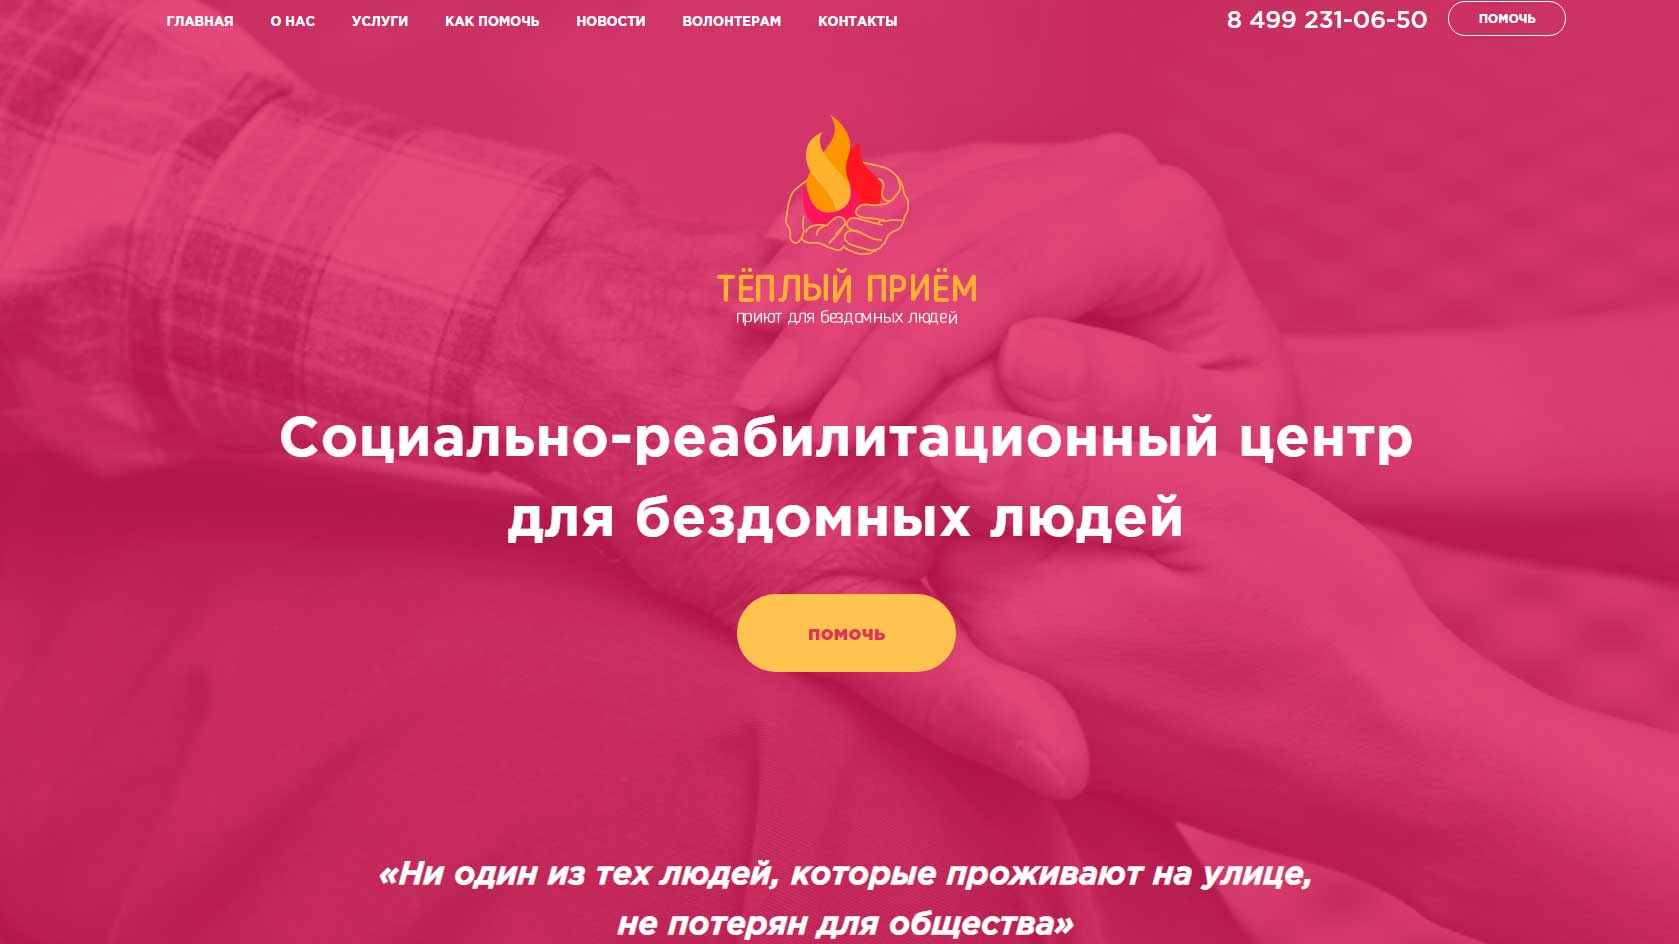 ГЛАВНАЯ О НАС УСЛУГИ КАК ПОМОЧЬ НОВОСТИ ВОЛОНТЕРАМ КОНТАКТЫ 8 499 231-06-50 ПОМОЧЬ
ТЁПЛЫЙ ПРИЁМ
приют для бездомных людей
Социально-реабилитационный центр
для бездомных людей
ПОМОЧЬ
«Ни один из тех людей, которые проживают на улице,
не потерян для общества»